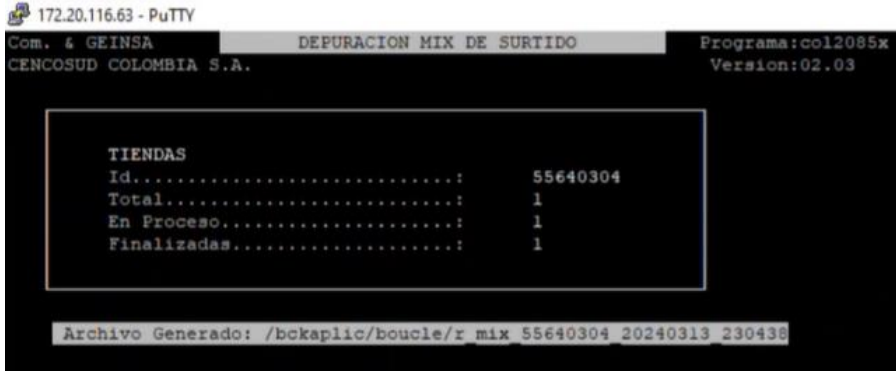 172.20.116.63 - PuTTY
Com. & GEINSA DEPURACION MIX DE SURTIDO Programa:col2085x
CENCOSUD COLOMBIA S.A. Version:02.03
TIENDAS
Id.............................: 55640304
Total..........................: 1
En Proceso.....................: 1
Finalizadas....................: 1
Archivo Generado: /bckaplic/boucle/r_mix_55640304_20240313_230438